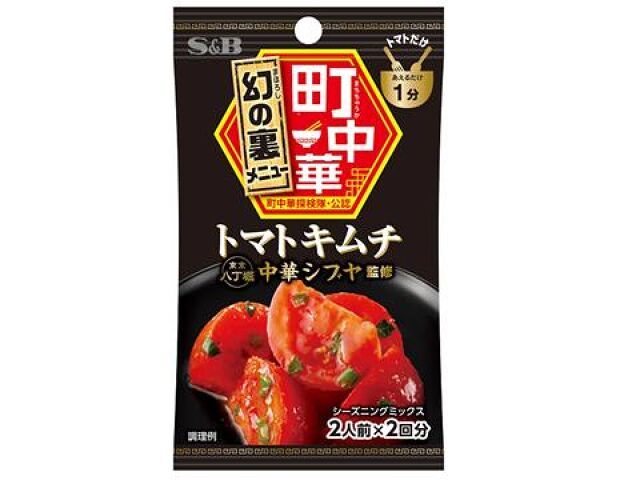 S&B
トマトだけ
あえるだけ
1分
まぼろし
幻の裏
メニュー
まちちゅうか
町中華
町中華探検隊・公認
トマトキムチ
東京
八丁堀
中華シブヤ監修
シーズニングミックス
2人前×2回分
調理例